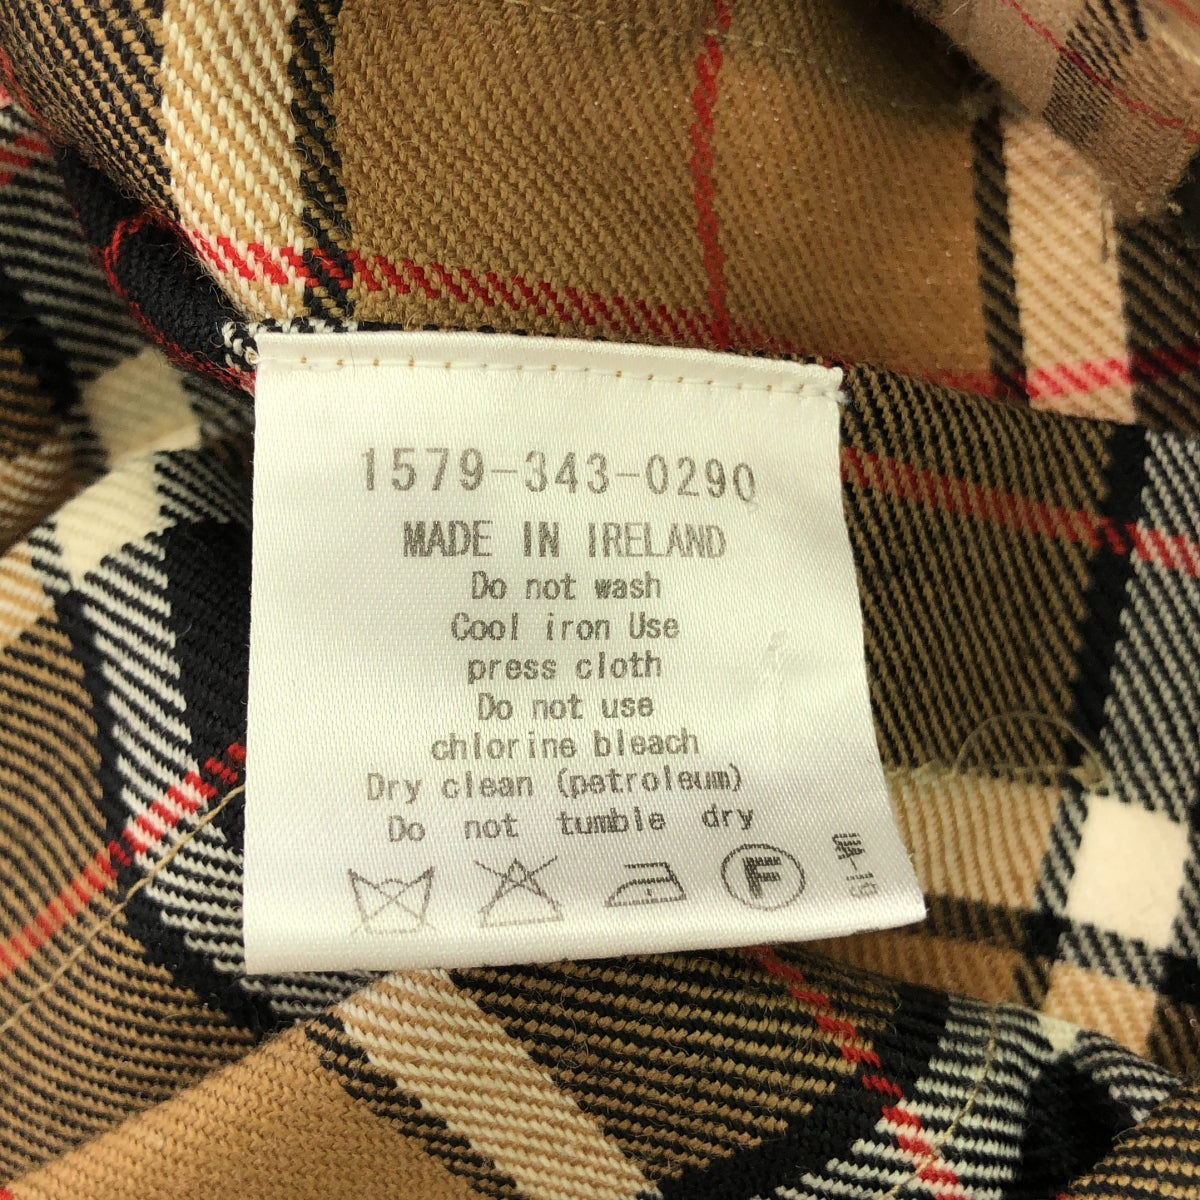 1579-343-0290
MADE IN IRELAND
Do not wash
Cool iron Use
press cloth
Do not use
chlorine bleach
Dry clean (petroleum)
Do not tumble dry
F